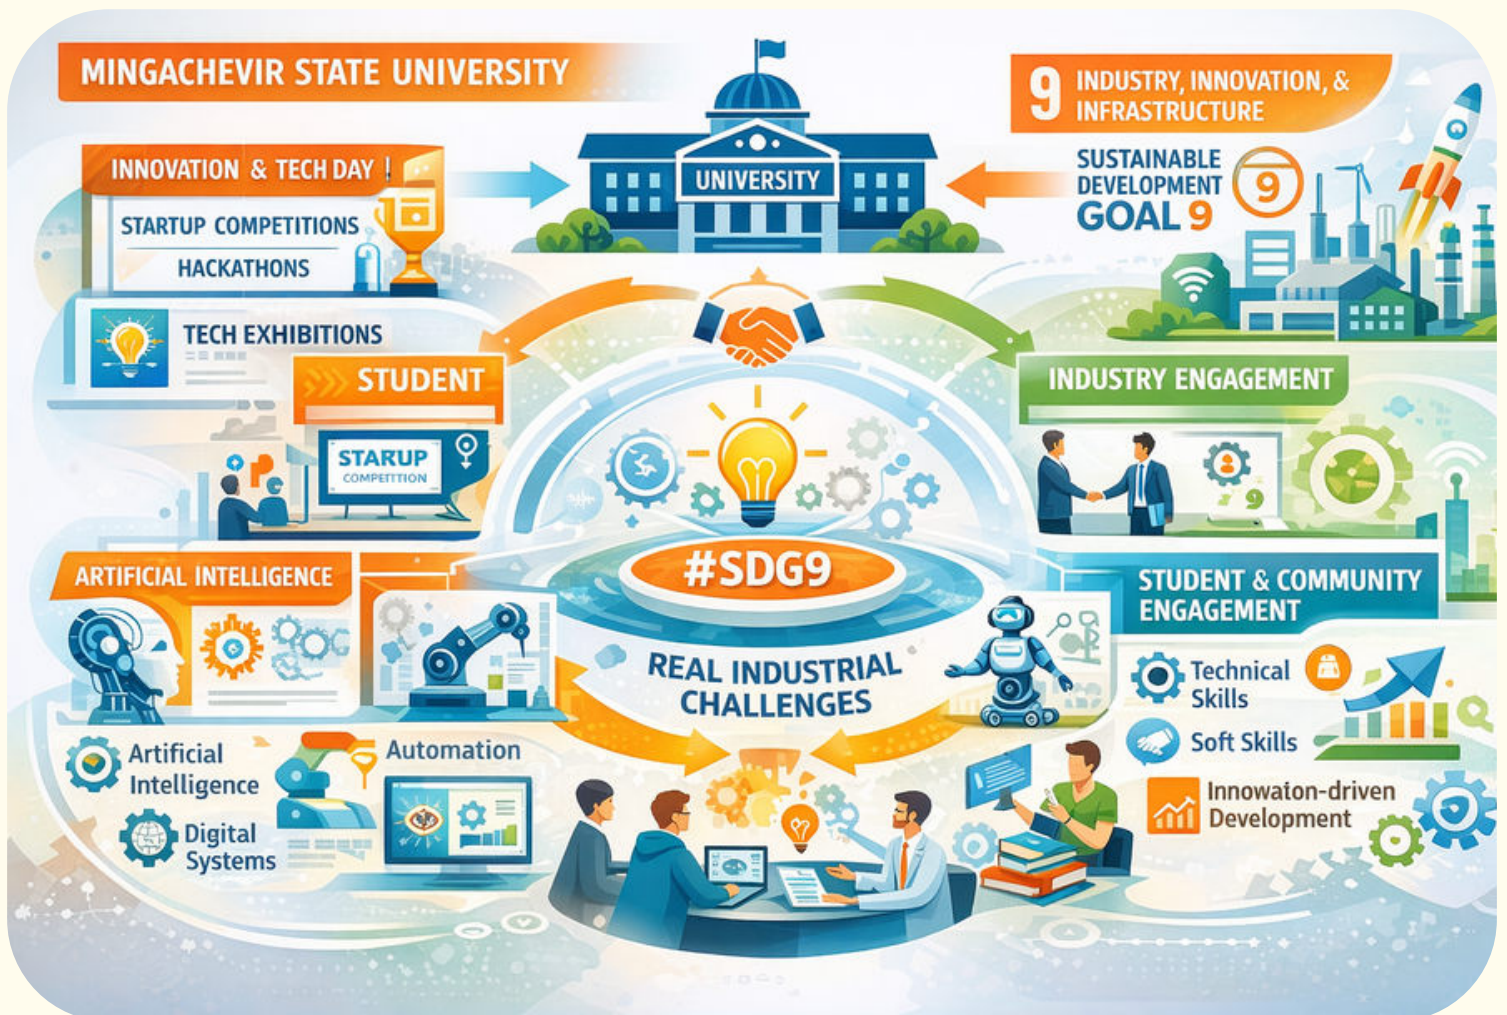 MINGACHEVIR STATE UNIVERSITY
9
INDUSTRY, INNOVATION, &
INFRASTRUCTURE
INNOVATION & TECH DAY !
STARTUP COMPETITIONS
HACKATHONS
UNIVERSITY
SUSTAINABLE
DEVELOPMENT
GOAL 9
9
TECH EXHIBITIONS
STUDENT
STARUP
COMPETITION
INDUSTRY ENGAGEMENT
9
#SDG9
ARTIFICIAL INTELLIGENCE
STUDENT & COMMUNITY
ENGAGEMENT
REAL INDUSTRIAL
CHALLENGES
Technical
Skills
Soft Skills
Innowaton-driven
Development
Artificial
Intelligence
Automation
Digital
Systems